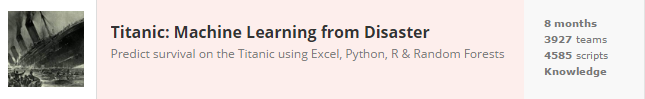 Titanic: Machine Learning from Disaster
Predict survival on the Titanic using Excel, Python, R & Random Forests
8 months
3927 teams
4585 scripts
Knowledge